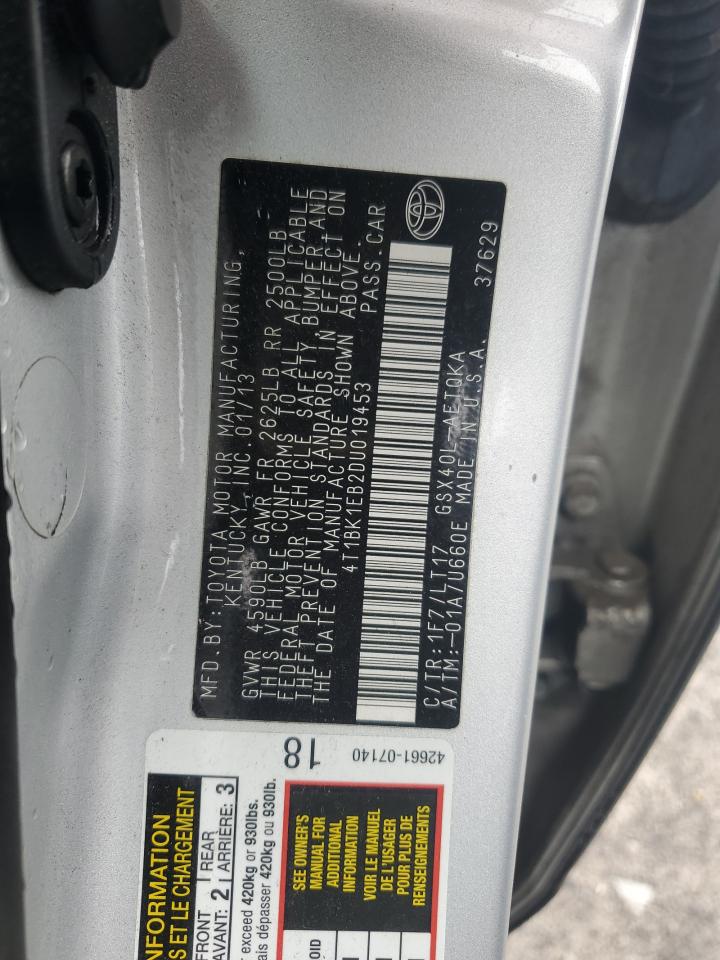 MFD.BY:TOYOTA MOTOR MANUFACTURING,
KENTUCKY, INC. 01/13
GVWR 4590LB GAWR FR 2625LB RR 2500LB
THIS VEHICLE CONFORMS TO ALL APPLICABLE
FEDERAL MOTOR VEHICLE SAFETY, BUMPER AND
THEFT PREVENTION STANDARDS IN EFFECT ON
THE DATE OF MANUFACTURE SHOWN ABOVE.
4T1BK1EB2DU019453 PASS.CAR
C/TR:1F7/LT17 GSX40L-AETQKA
A/TM:-01A/U660E MADE IN U.S.A. 37629
18
42661-07140
NFORMATION
S ET LE CHARGEMENT
FRONT
AVANT: 2
REAR
ARRIÈRE: 3
exceed 420kg or 930lbs.
ais dépasser 420kg ou 930lb.
SEE OWNER'S
MANUAL FOR
ADDITIONAL
INFORMATION
VOIR LE MANUEL
DE L'USAGER
POUR PLUS DE
RENSEIGNEMENTS
OID